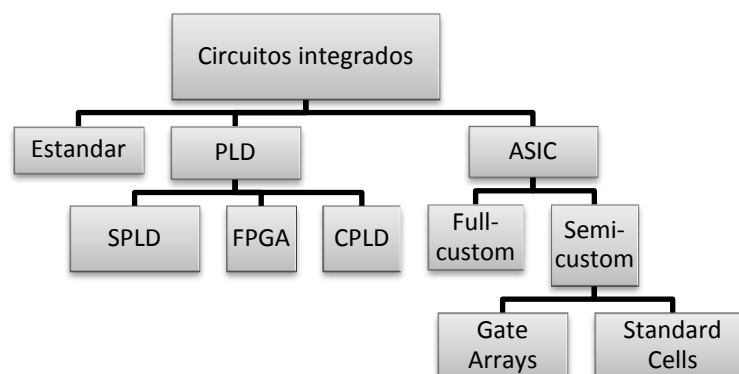 Circuitos integrados
Estandar
PLD
ASIC
SPLD
FPGA
CPLD
Full-
custom
Semi-
custom
Gate
Arrays
Standard
Cells